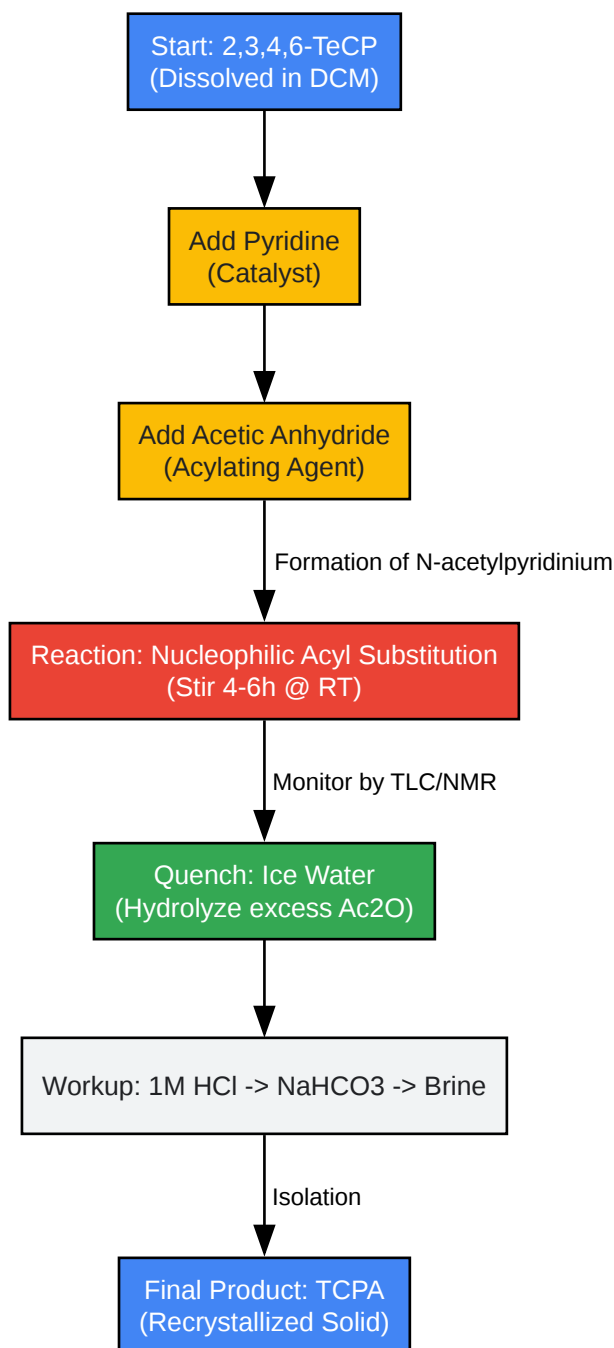 Start: 2,3,4,6-TeCP
(Dissolved in DCM)
Add Pyridine
(Catalyst)
Add Acetic Anhydride
(Acylating Agent)
Formation of N-acetylpyridinium
Reaction: Nucleophilic Acyl Substitution
(Stir 4-6h @ RT)
Monitor by TLC/NMR
Quench: Ice Water
(Hydrolyze excess Ac2O)
Workup: 1M HCl -> NaHCO3 -> Brine
Isolation
Final Product: TCPA
(Recrystallized Solid)